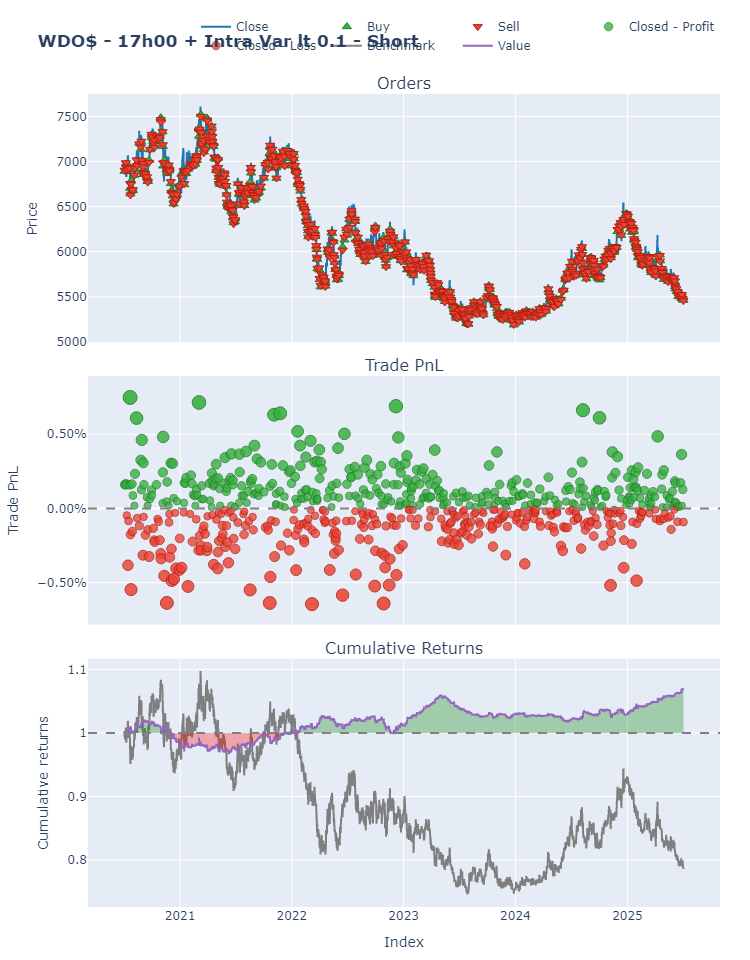 Close Buy Sell Closed - Profit
WDO$ - 17h00 + Intra Var lt 0.1 - Short
Closed - Loss Benchmark Value
Orders
7500
7000
6500
6000
5500
5000
Price
Trade PnL
0.50%
0.00%
−0.50%
Trade PnL
Cumulative Returns
1.1
1
0.9
0.8
Cumulative returns
2021 2022 2023 2024 2025
Index